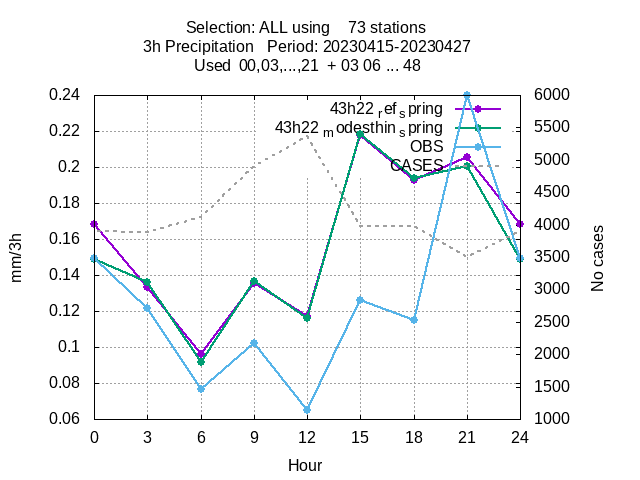 Selection: ALL using 73 stations
3h Precipitation Period: 20230415-20230427
Used 00,03,...,21 + 03 06 ... 48
0.24
0.22
0.2
0.18
0.16
0.14
0.12
0.1
0.08
0.06
mm/3h
43h22 ref spring
43h22 modesthin spring
OBS
CASES
6000
5500
5000
4500
4000
3500
3000
2500
2000
1500
1000
No cases
0 3 6 9 12 15 18 21 24
Hour